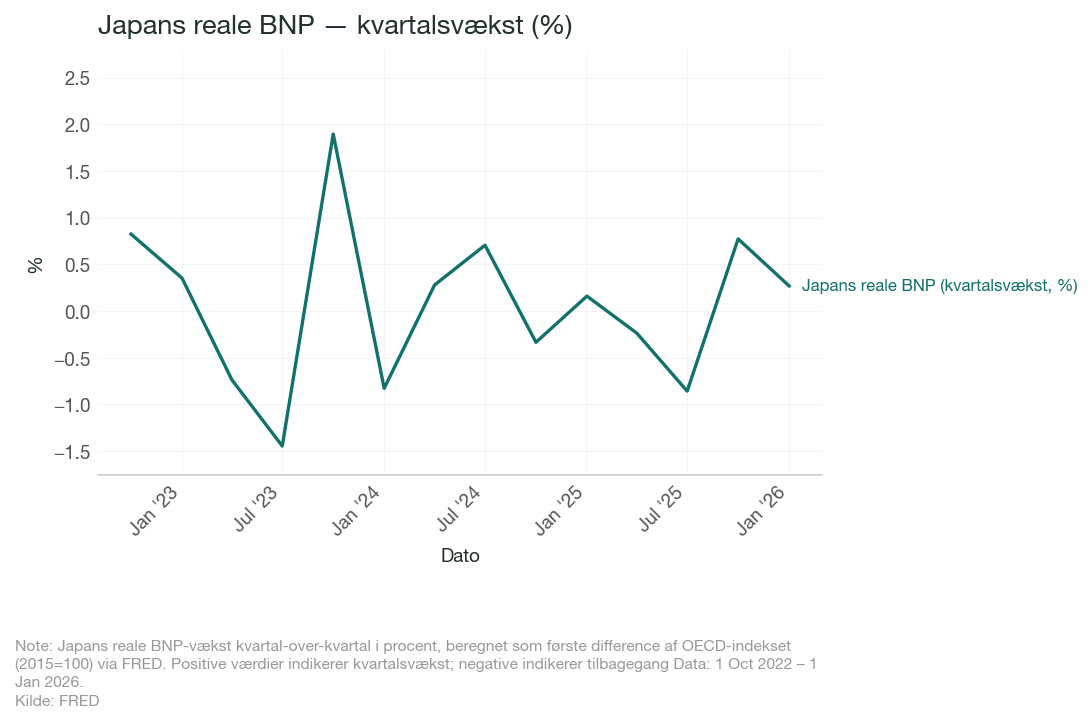 Japans reale BNP — kvartalsvækst (%)
2.5
2.0
1.5
1.0
0.5
0.0
−0.5
−1.0
−1.5
%
Japans reale BNP (kvartalsvækst, %)
Jan '23
Jul '23
Jan '24
Jul '24
Jan '25
Jul '25
Jan '26
Dato
Note: Japans reale BNP-vækst kvartal-over-kvartal i procent, beregnet som første difference af OECD-indekset
(2015=100) via FRED. Positive værdier indikerer kvartalsvækst; negative indikerer tilbagegang Data: 1 Oct 2022 – 1
Jan 2026.
Kilde: FRED